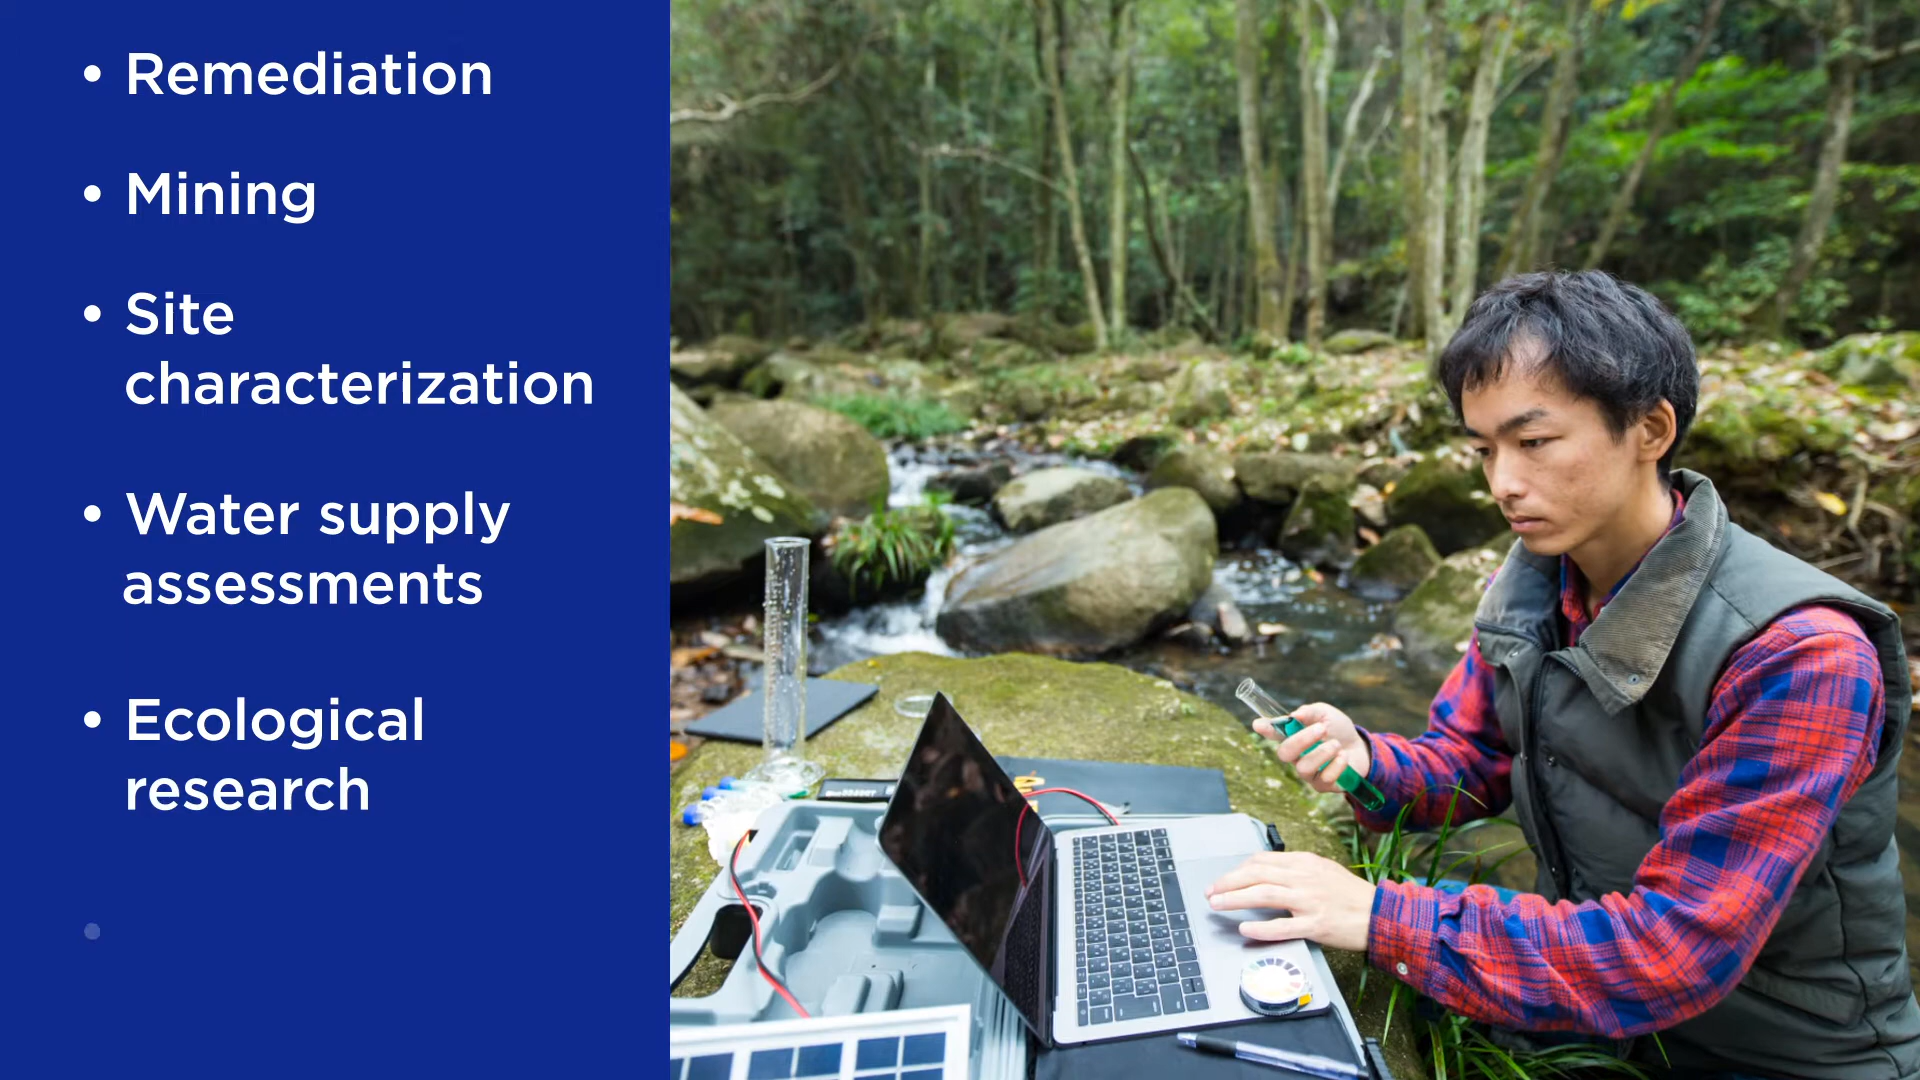 • Remediation
• Mining
• Site
characterization
• Water supply
assessments
• Ecological
research
•